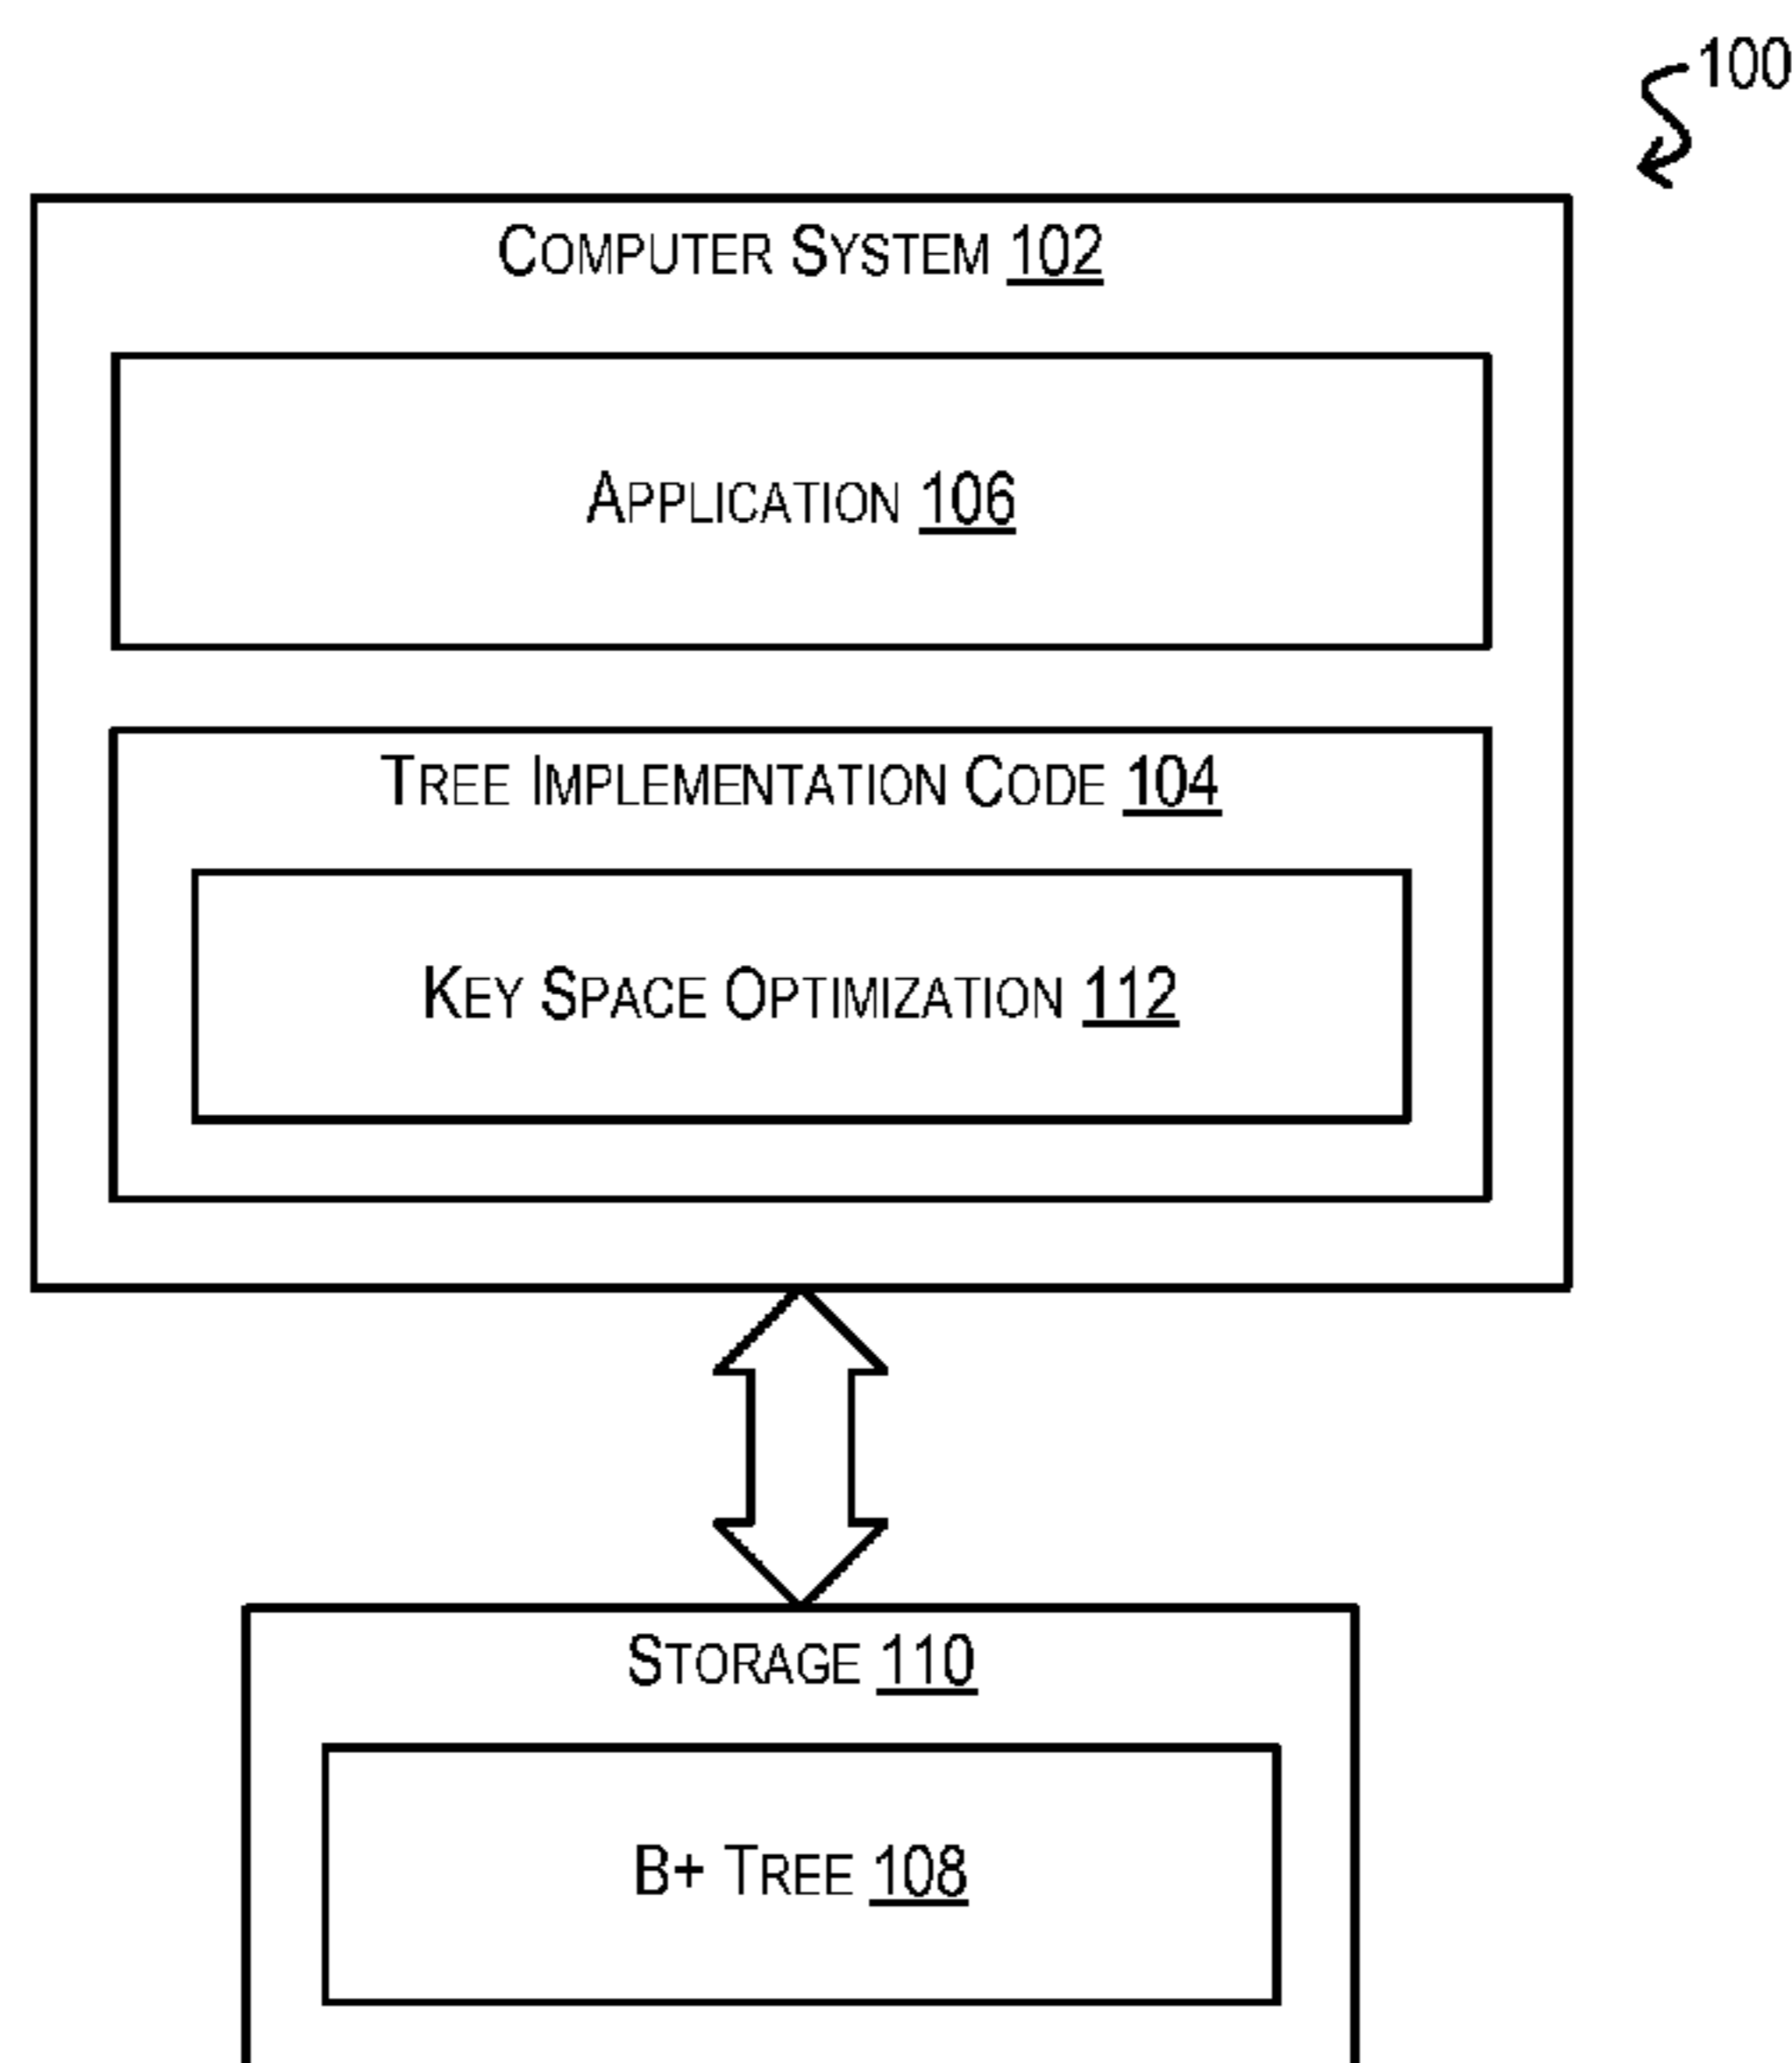 100
Computer System 102
Application 106
Tree Implementation Code 104
Key Space Optimization 112
Storage 110
B+ Tree 108